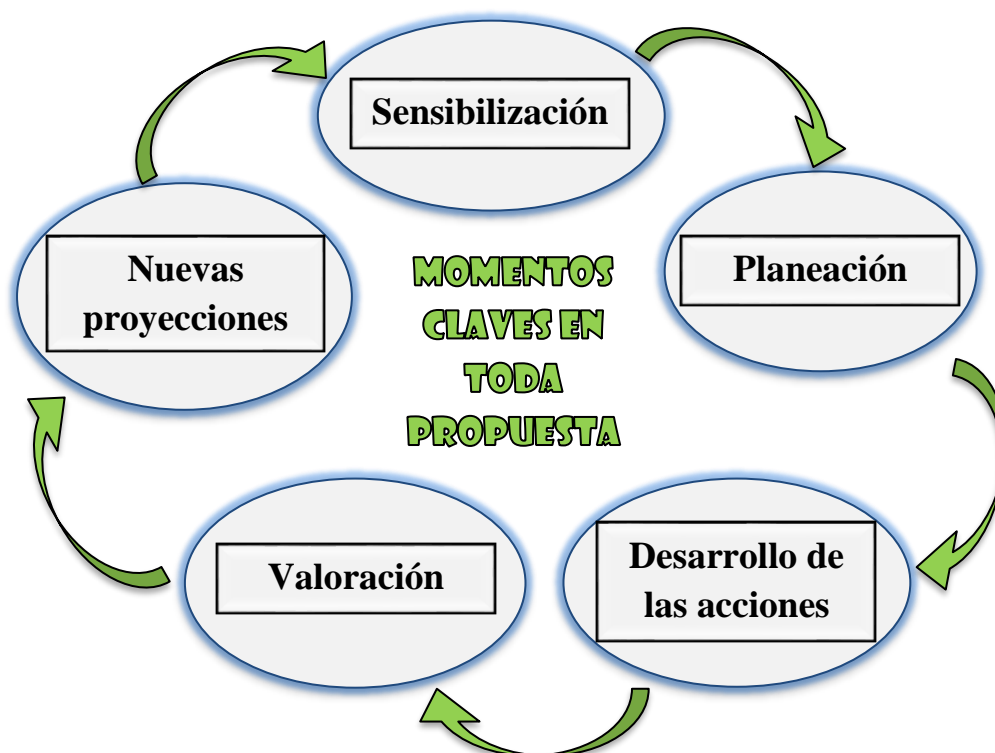 Sensibilización
Planeación
Desarrollo de
las acciones
Valoración
Nuevas
proyecciones
MOMENTOS
CLAVES EN
TODA
PROPUESTA